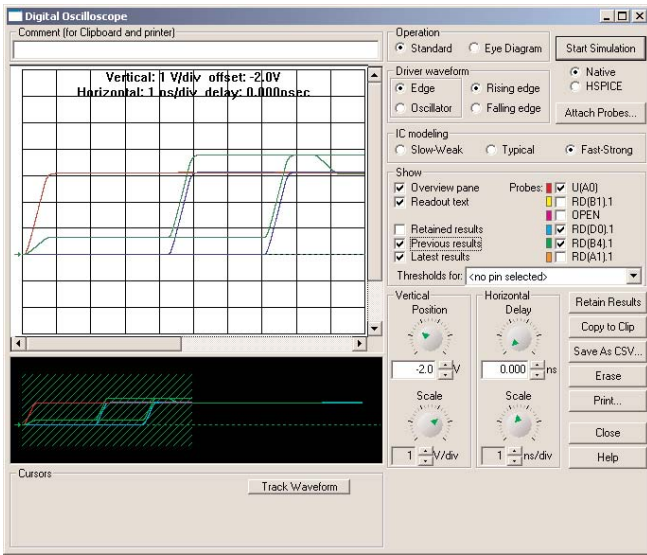 Digital Oscilloscope
Comment (for Clipboard and printer)
Vertical: 1 V/div offset: -2.0V
Horizontal: 1 ns/div delay: 0.000nsec
Cursors
Track Waveform
Operation
Standard
Eye Diagram
Start Simulation
Driver waveform
Edge
Rising edge
Oscillator
Falling edge
Native
HSPICE
Attach Probes...
IC modeling
Slow-Weak
Typical
Fast-Strong
Show
Overview pane
Probes:
U(A0)
Readout text
RD(B1).1
OPEN
Retained results
RD(D0).1
Previous results
RD(B4).1
Latest results
RD(A1).1
Thresholds for:
<no pin selected>
Vertical
Position
-2.0 V
Scale
1 V/div
Horizontal
Delay
0.000 ns
Scale
1 ns/div
Retain Results
Copy to Clip
Save As CSV...
Erase
Print...
Close
Help